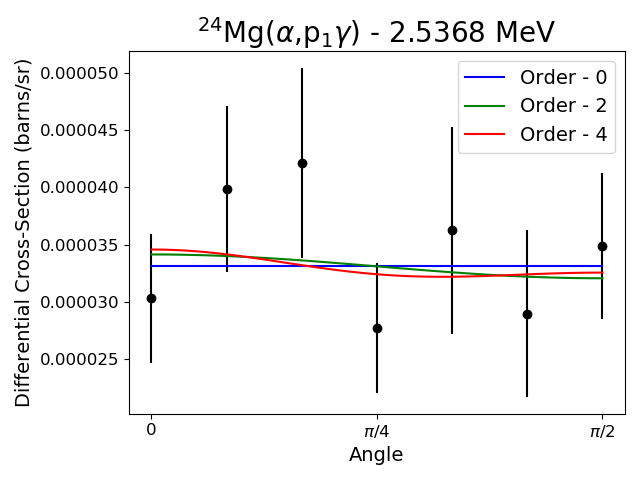 ²⁴Mg(α,p₁γ) - 2.5368 MeV
Differential Cross-Section (barns/sr)
0.000050
0.000045
0.000040
0.000035
0.000030
0.000025
Order - 0
Order - 2
Order - 4
0
π/4
π/2
Angle